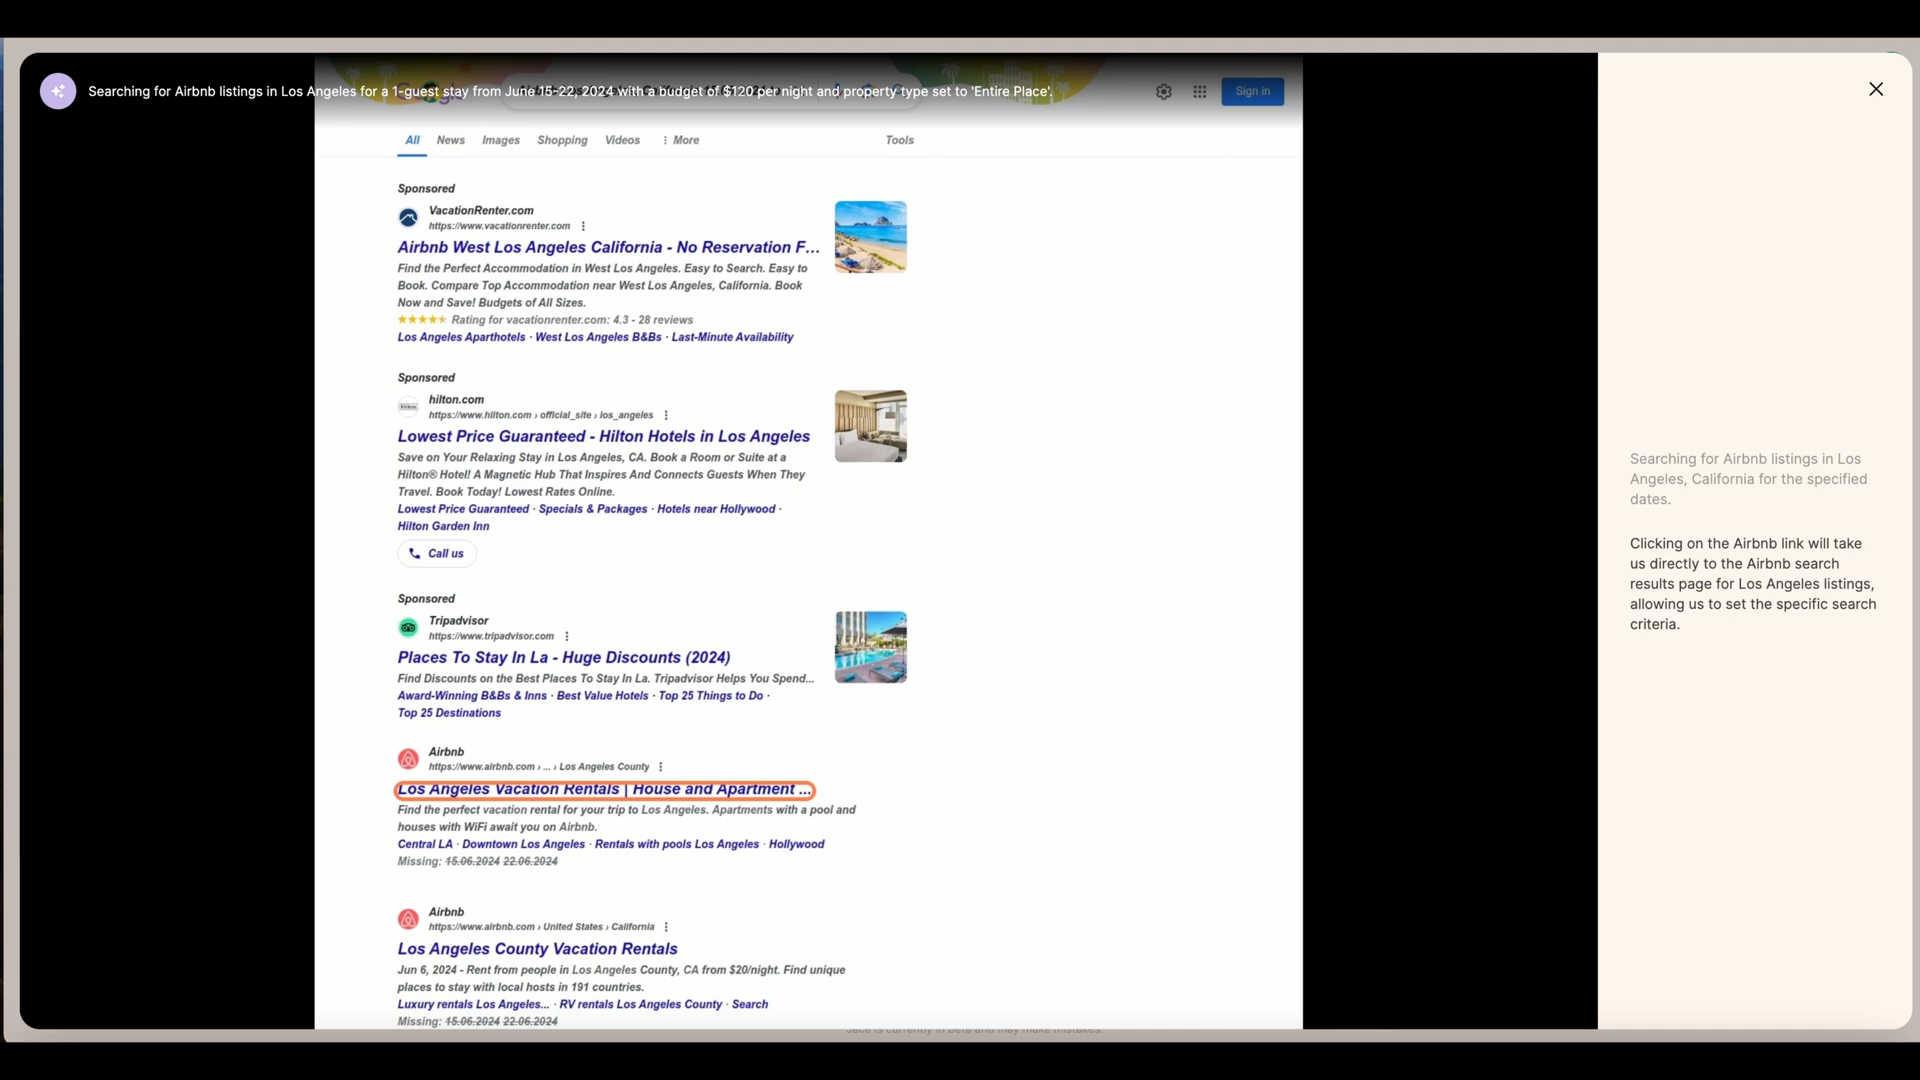 Searching for Airbnb listings in Los Angeles for a 1-guest stay from June 15-22, 2024 with a budget of $120 per night and property type set to 'Entire Place'.
Sign in
All
News
Images
Shopping
Videos
More
Tools
Sponsored
VacationRenter.com
https://www.vacationrenter.com
Airbnb West Los Angeles California - No Reservation F...
Find the Perfect Accommodation in West Los Angeles. Easy to Search. Easy to
Book. Compare Top Accommodation near West Los Angeles, California. Book
Now and Save! Budgets of All Sizes.
Rating for vacationrenter.com: 4.3 - 28 reviews
Los Angeles Aparthotels · West Los Angeles B&Bs · Last-Minute Availability
Sponsored
Hilton
hilton.com
https://www.hilton.com › official_site › los_angeles
Lowest Price Guaranteed - Hilton Hotels in Los Angeles
Save on Your Relaxing Stay in Los Angeles, CA. Book a Room or Suite at a
Hilton® Hotel! A Magnetic Hub That Inspires And Connects Guests When They
Travel. Book Today! Lowest Rates Online.
Lowest Price Guaranteed · Specials & Packages · Hotels near Hollywood ·
Hilton Garden Inn
Call us
Sponsored
Tripadvisor
https://www.tripadvisor.com
Places To Stay In La - Huge Discounts (2024)
Find Discounts on the Best Places To Stay In La. Tripadvisor Helps You Spend...
Award-Winning B&Bs & Inns · Best Value Hotels · Top 25 Things to Do ·
Top 25 Destinations
Airbnb
https://www.airbnb.com › ... › Los Angeles County
Los Angeles Vacation Rentals | House and Apartment ...
Find the perfect vacation rental for your trip to Los Angeles. Apartments with a pool and
houses with WiFi await you on Airbnb.
Central LA · Downtown Los Angeles · Rentals with pools Los Angeles · Hollywood
Missing: 15.06.2024 22.06.2024
Airbnb
https://www.airbnb.com › United States › California
Los Angeles County Vacation Rentals
Jun 6, 2024 - Rent from people in Los Angeles County, CA from $20/night. Find unique
places to stay with local hosts in 191 countries.
Luxury rentals Los Angeles... · RV rentals Los Angeles County · Search
Missing: 15.06.2024 22.06.2024
Jace is currently in beta and may make mistakes.
Searching for Airbnb listings in Los
Angeles, California for the specified
dates.
Clicking on the Airbnb link will take
us directly to the Airbnb search
results page for Los Angeles listings,
allowing us to set the specific search
criteria.